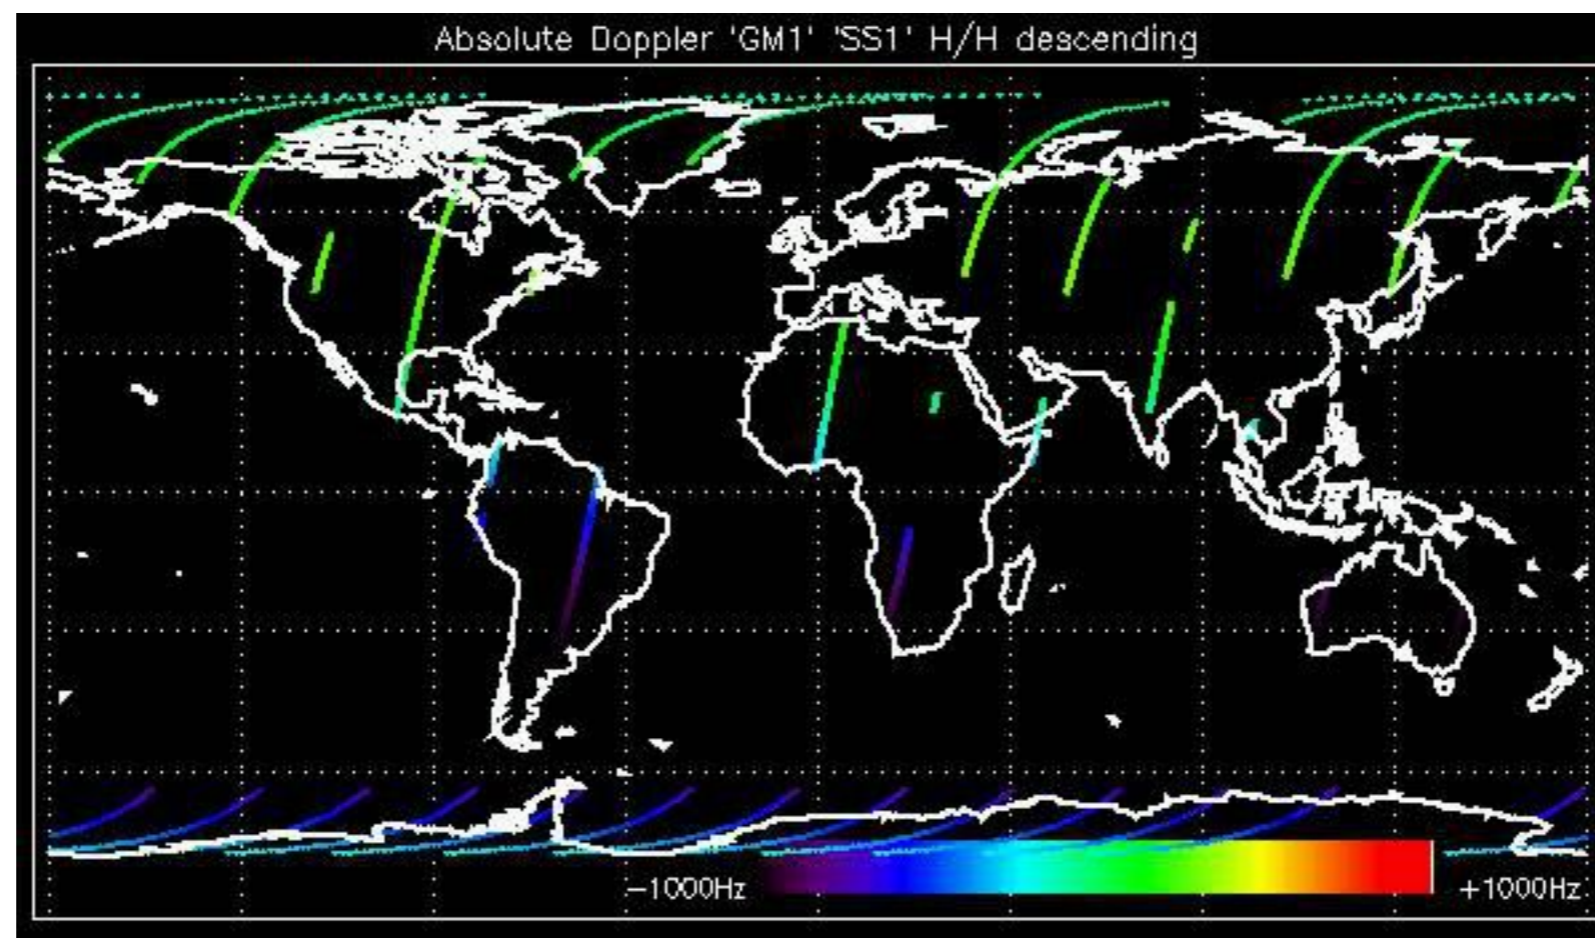 Absolute Doppler 'GM1' 'SS1' H/H descending
-1000Hz
+1000Hz